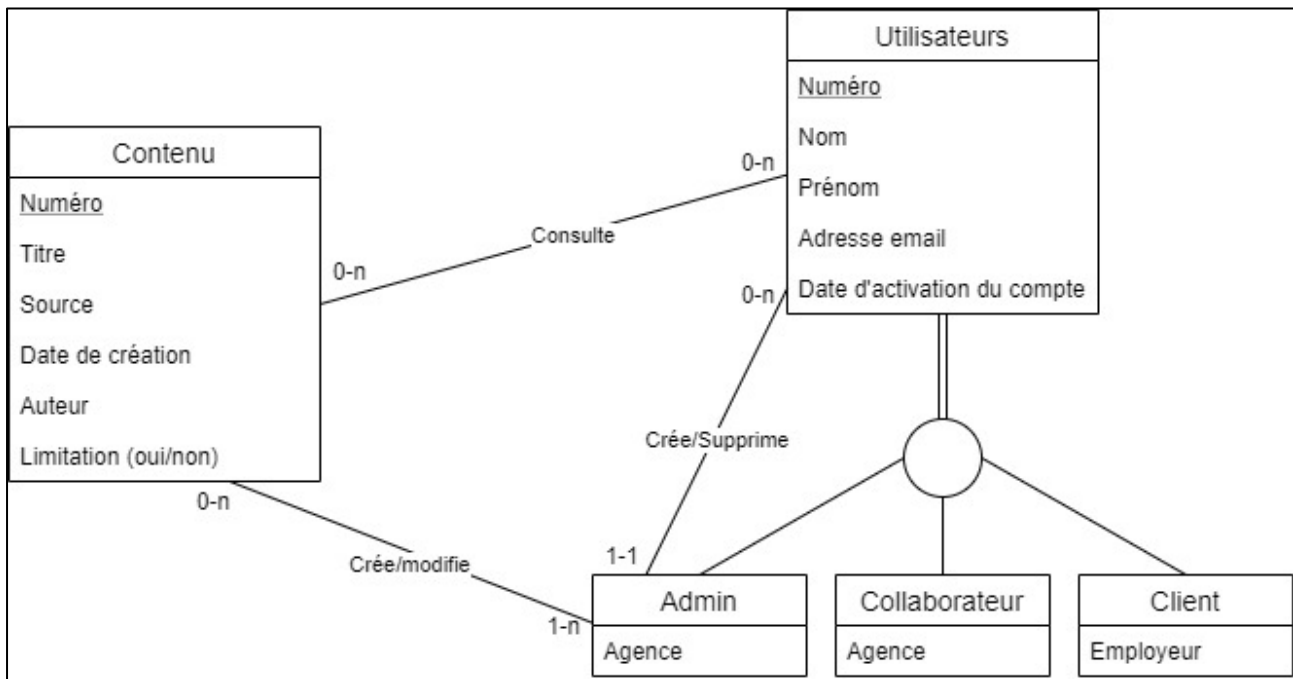 Utilisateurs
Numéro
Nom
Prénom
Adresse email
Date d'activation du compte
Contenu
Numéro
Titre
Source
Date de création
Auteur
Limitation (oui/non)
0-n
Consulte
0-n
0-n
Crée/Supprime
1-1
0-n
Crée/modifie
1-n
Admin
Agence
Collaborateur
Agence
Client
Employeur